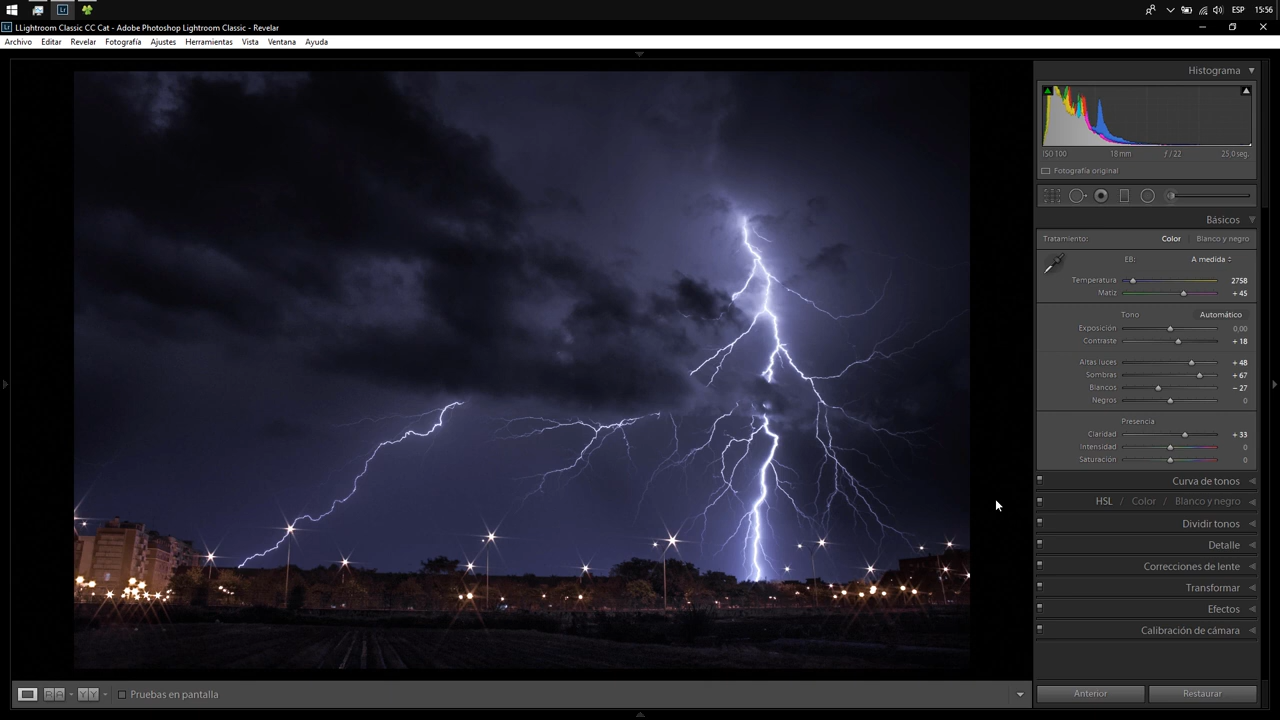 ESP 15:56
LLightroom Classic CC Cat - Adobe Photoshop Lightroom Classic - Revelar
Archivo Editar Revelar Fotografía Ajustes Herramientas Vista Ventana Ayuda
Histograma
ISO 100 18 mm ƒ / 22 25,0 seg.
Fotografía original
Básicos
Tratamiento: Color Blanco y negro
EB: A medida
Temperatura 2758
Matiz + 45
Tono Automático
Exposición 0,00
Contraste + 18
Altas luces + 48
Sombras + 67
Blancos − 27
Negros 0
Presencia
Claridad + 33
Intensidad 0
Saturación 0
Curva de tonos
HSL / Color / Blanco y negro
Dividir tonos
Detalle
Correcciones de lente
Transformar
Efectos
Calibración de cámara
R A Y Y Pruebas en pantalla
Anterior Restaurar